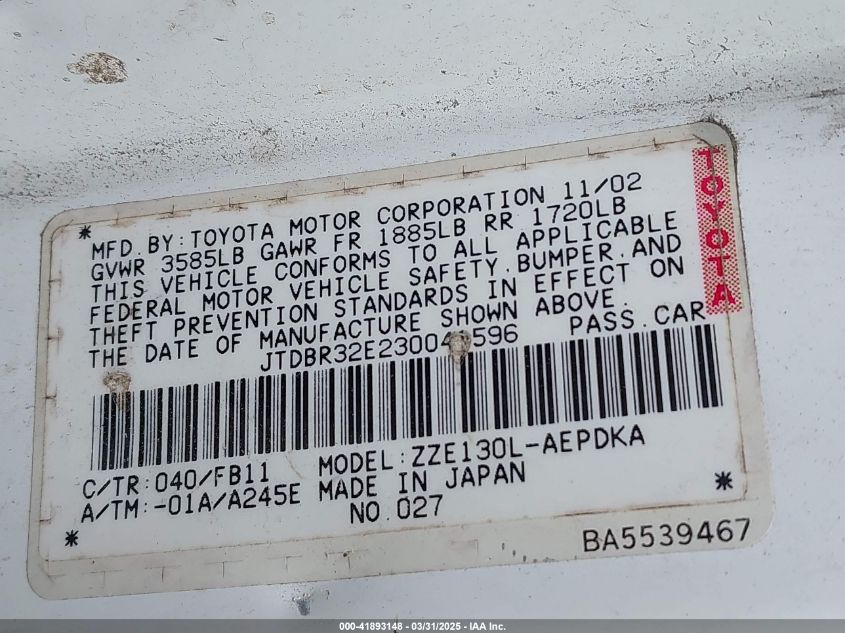 MFD. BY: TOYOTA MOTOR CORPORATION 11/02
GVWR 3585LB GAWR FR 1885LB RR 1720LB
THIS VEHICLE CONFORMS TO ALL APPLICABLE
FEDERAL MOTOR VEHICLE SAFETY, BUMPER, AND
THEFT PREVENTION STANDARDS IN EFFECT ON
THE DATE OF MANUFACTURE SHOWN ABOVE.
PASS. CAR
TOYOTA
C/TR: 040/FB11 MODEL: ZZE130L-AEPDKA
A/TM: -01A/A245E MADE IN JAPAN
NO. 027
BA5539467
000-41893148 - 03/31/2025 - IAA Inc.